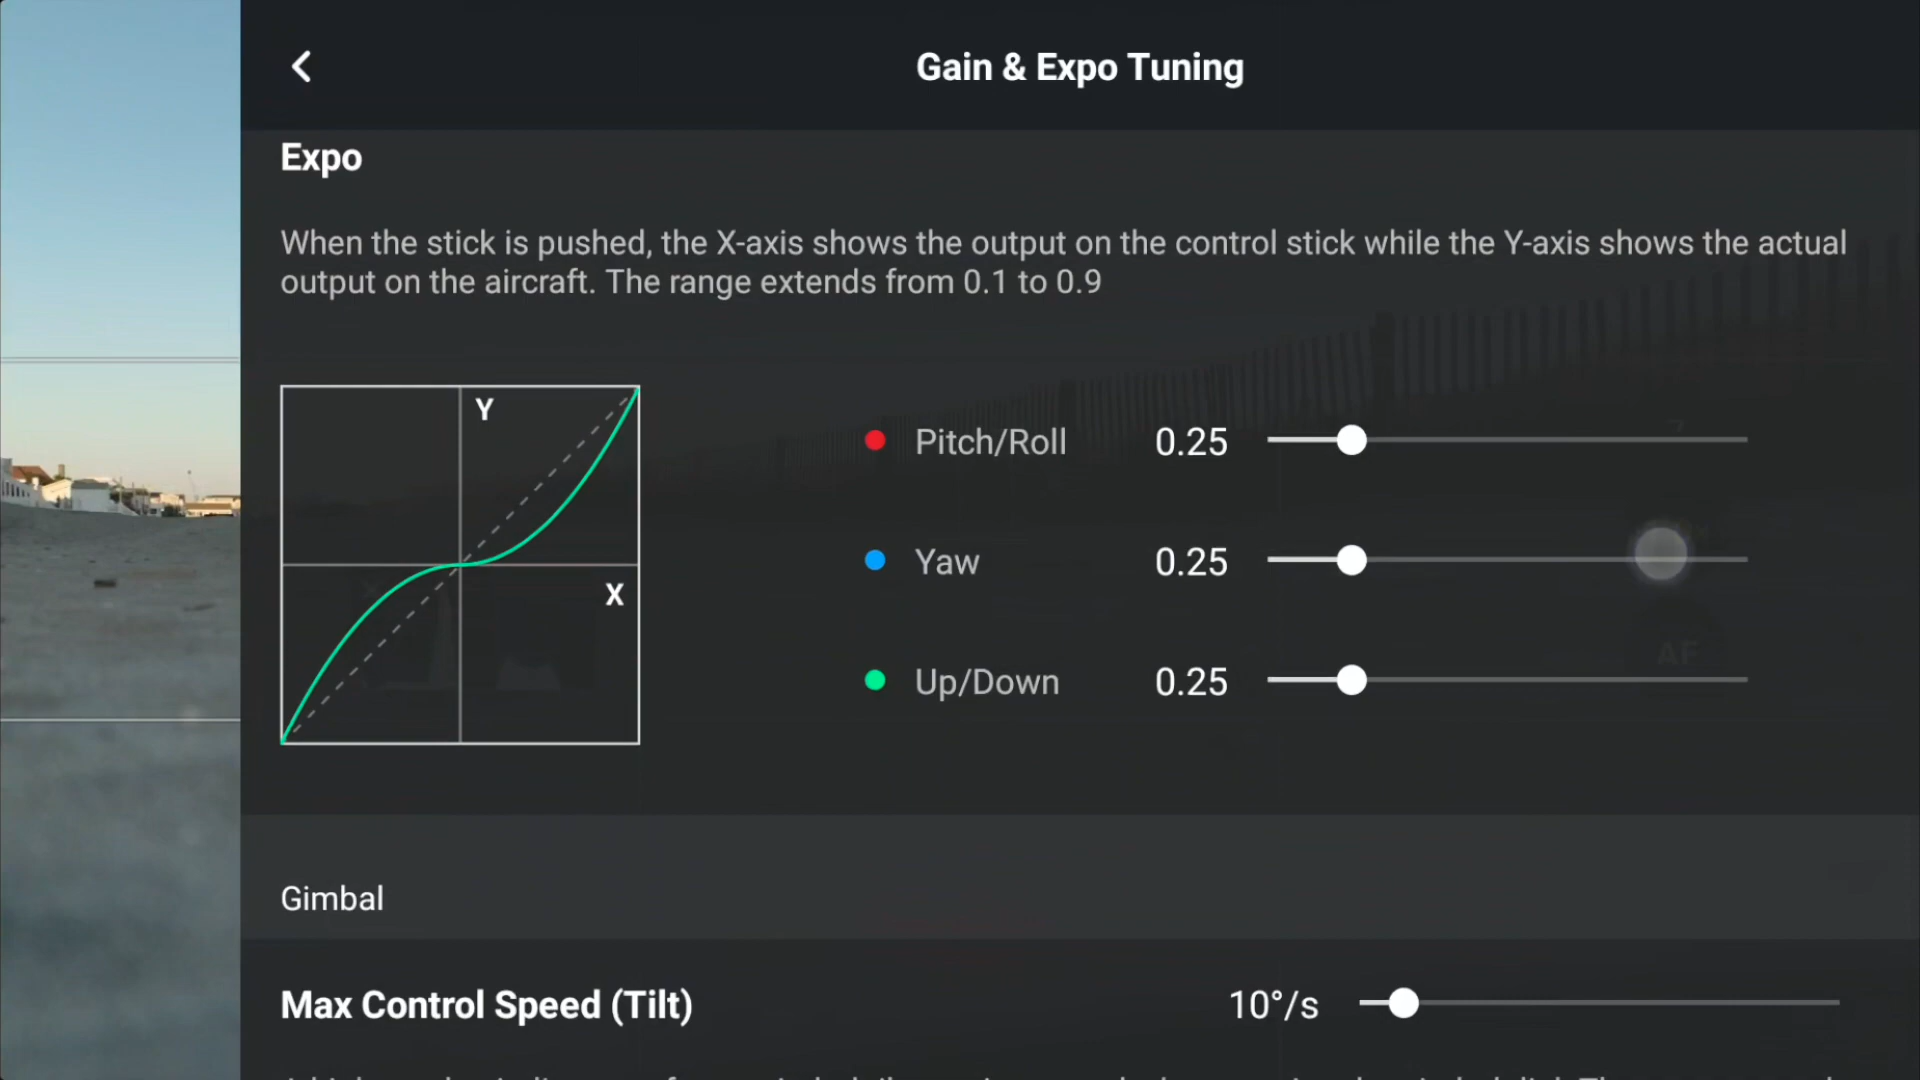 Gain & Expo Tuning
Expo
When the stick is pushed, the X-axis shows the output on the control stick while the Y-axis shows the actual
output on the aircraft. The range extends from 0.1 to 0.9
Y
X
Pitch/Roll 0.25
Yaw 0.25
Up/Down 0.25
AF
Gimbal
Max Control Speed (Tilt) 10°/s